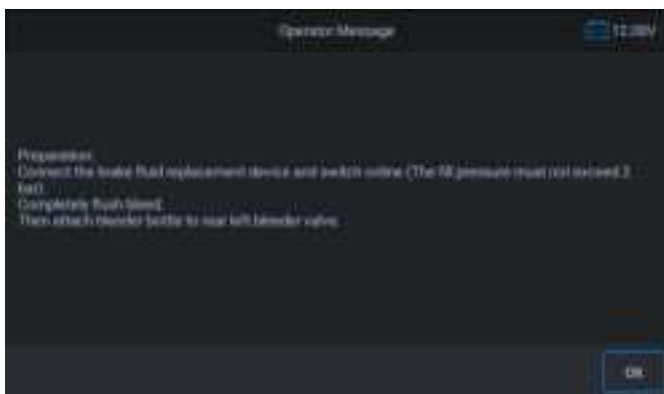 Operator Message
Preparation:
Connect the brake fluid replacement device and switch online (The fill pressure must not exceed 2
bar).
Completely flush bleed.
Then attach bleeder bottle to rear left bleeder valve.
OK